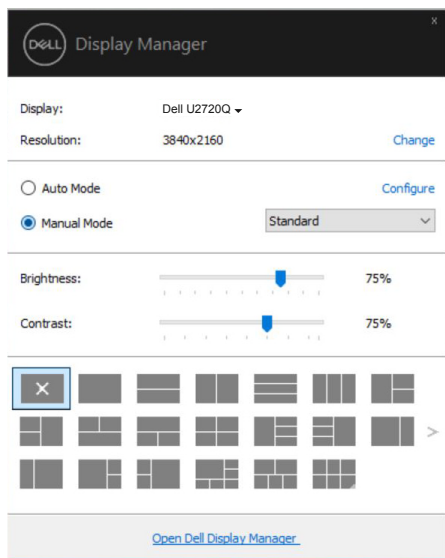 x
DELL Display Manager
Display: Dell U2720Q
Resolution: 3840x2160 Change
Auto Mode Configure
Manual Mode Standard
Brightness: 75%
Contrast: 75%
Open Dell Display Manager